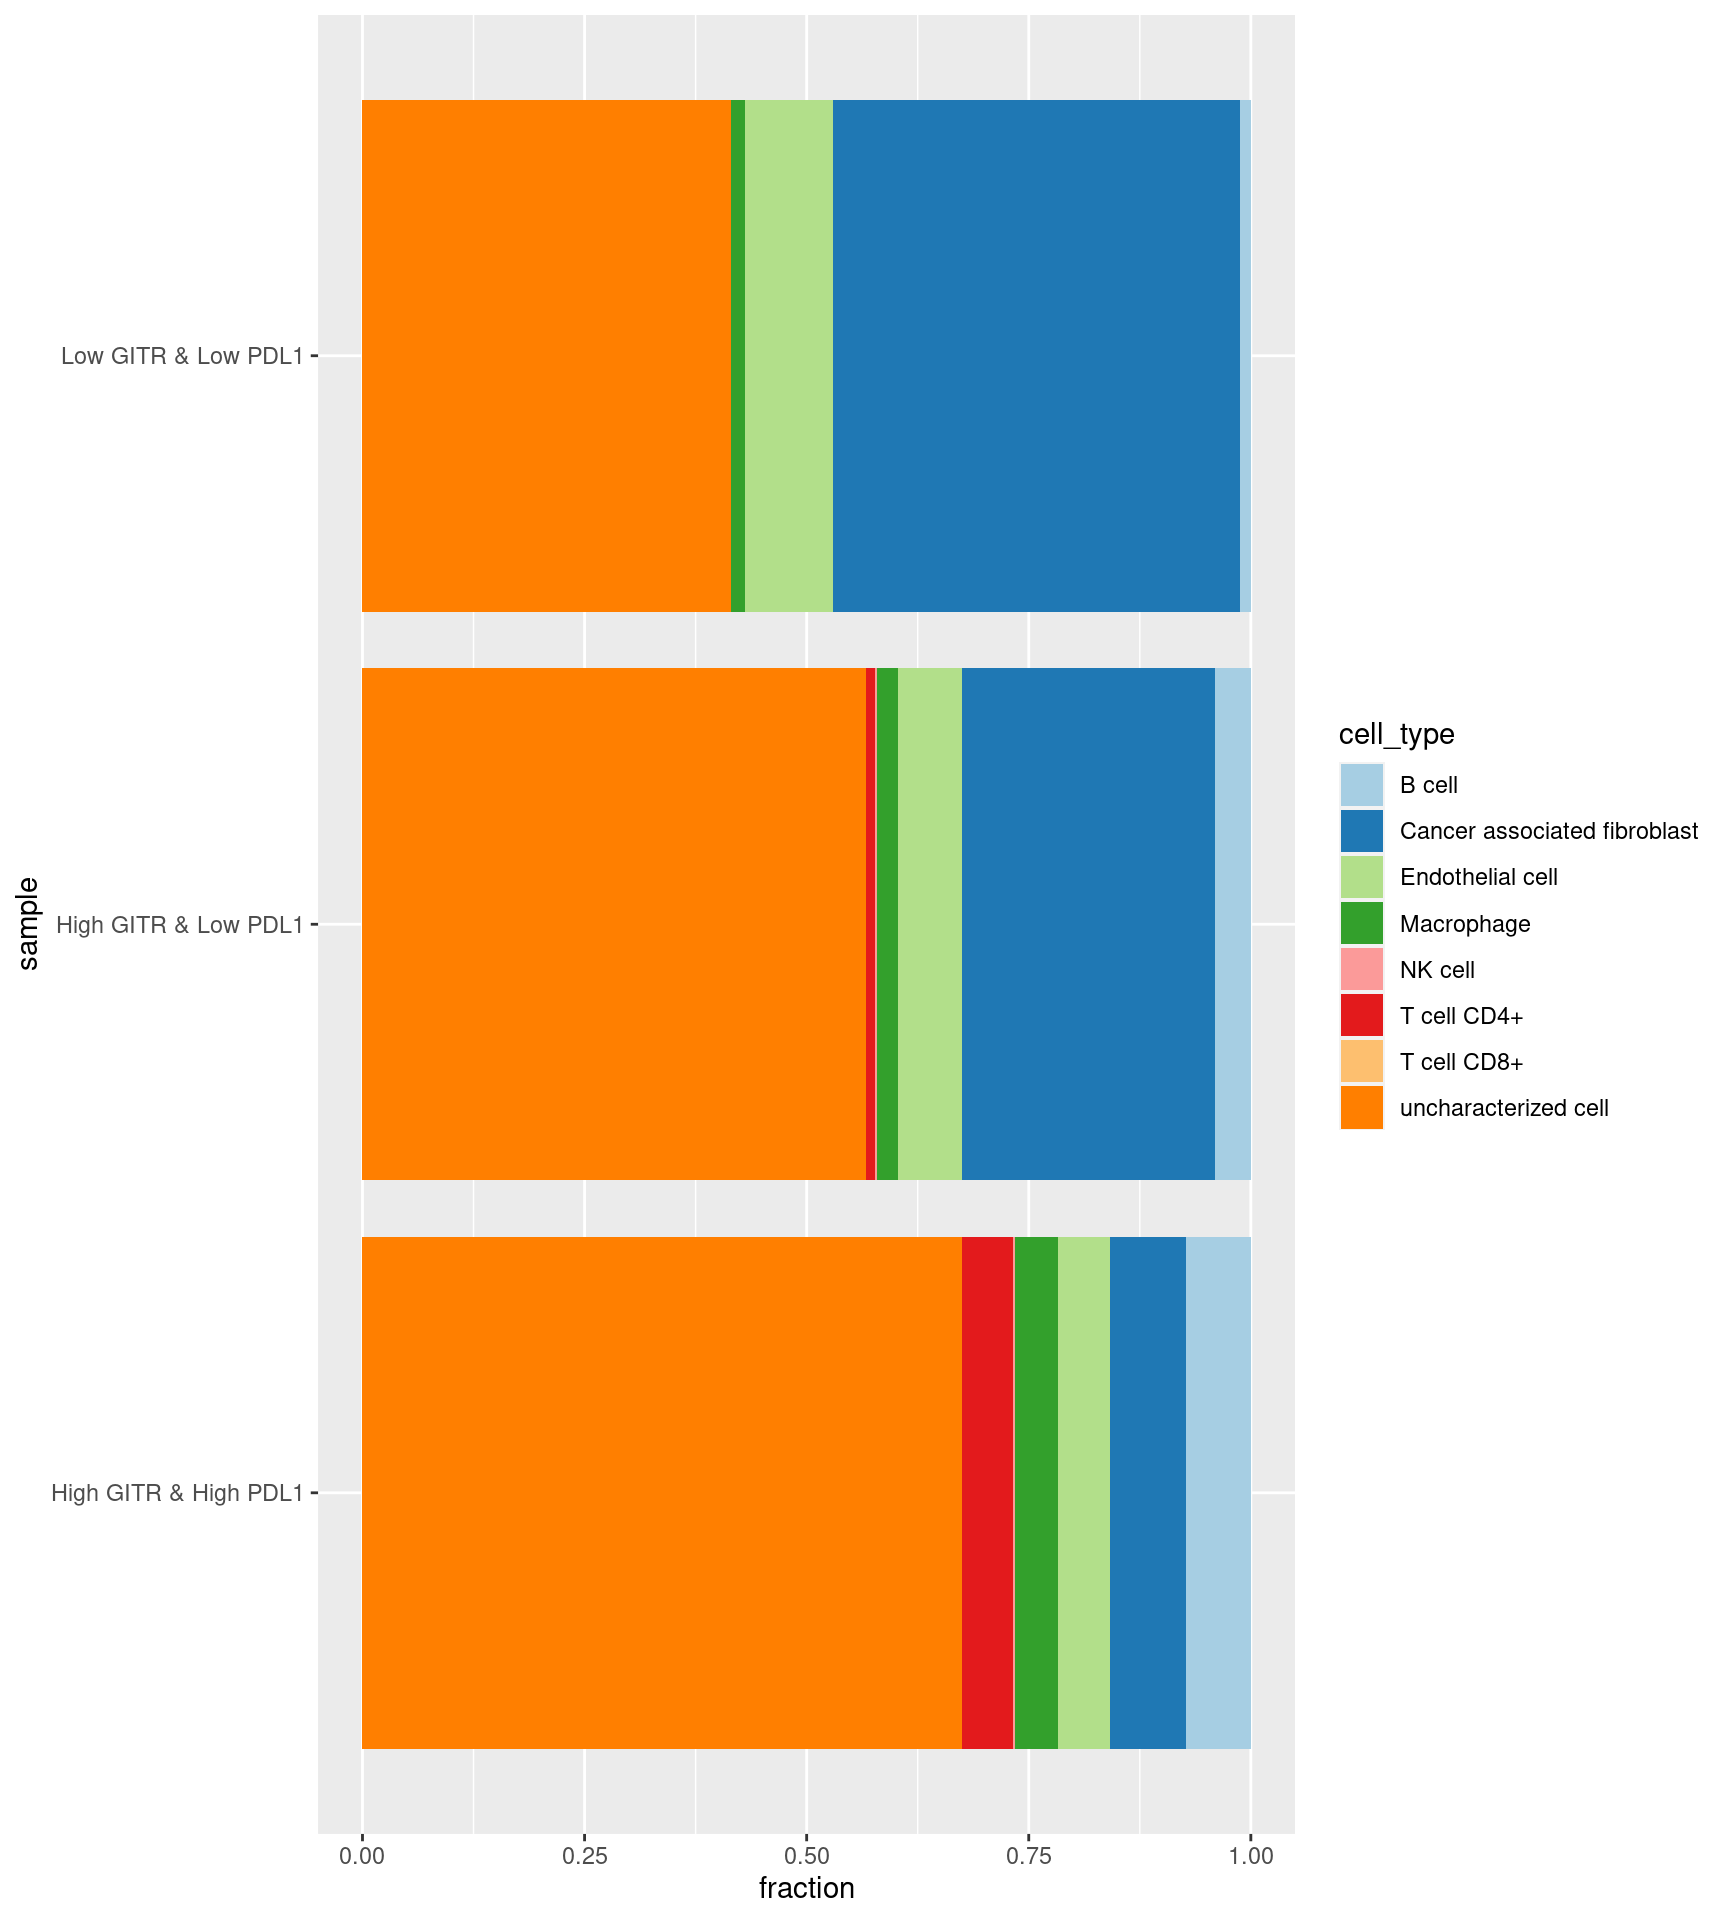 sample
Low GITR & Low PDL1
High GITR & Low PDL1
High GITR & High PDL1
0.00
0.25
0.50
0.75
1.00
fraction
cell_type
B cell
Cancer associated fibroblast
Endothelial cell
Macrophage
NK cell
T cell CD4+
T cell CD8+
uncharacterized cell